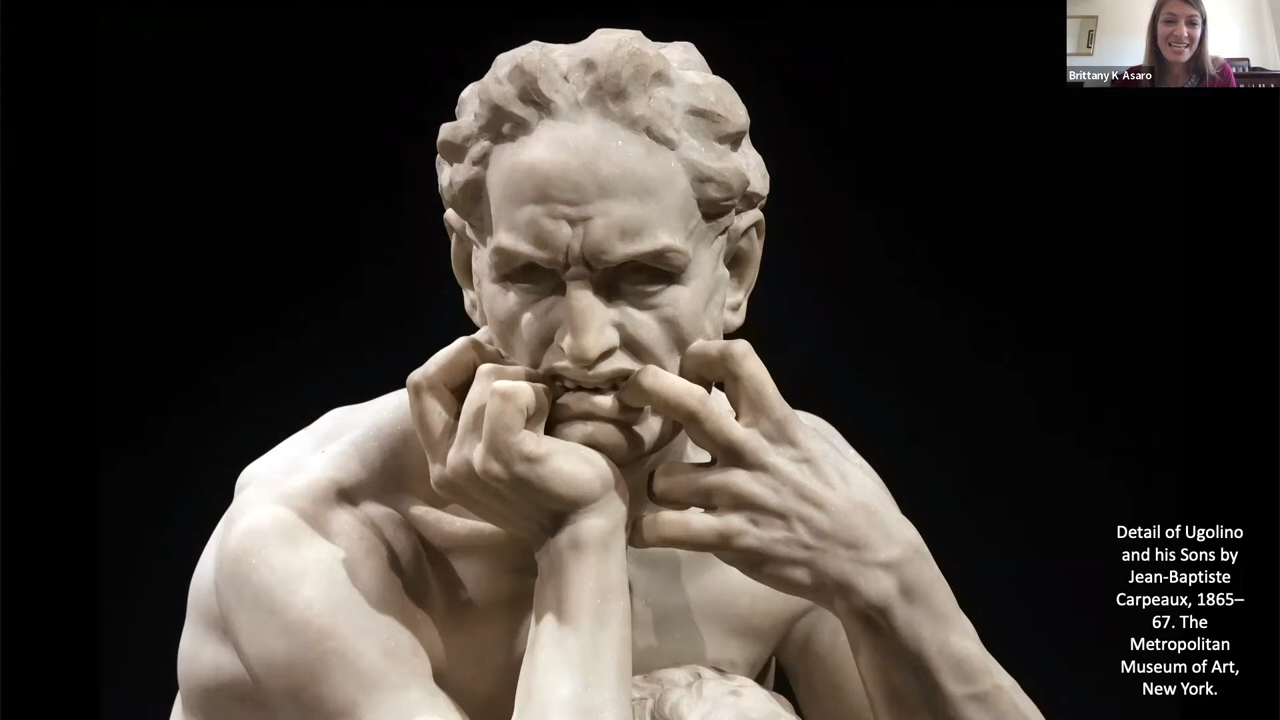 Brittany K Asaro
Detail of Ugolino
and his Sons by
Jean-Baptiste
Carpeaux, 1865–
67. The
Metropolitan
Museum of Art,
New York.